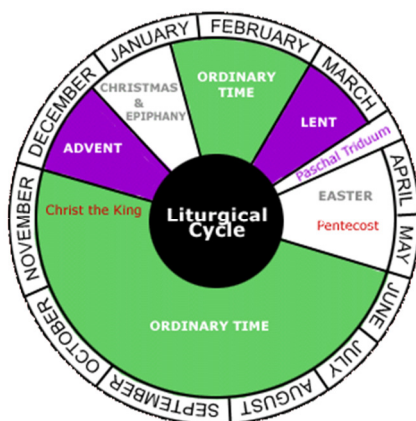 JANUARY
FEBRUARY
MARCH
APRIL
MAY
JUNE
JULY
AUGUST
SEPTEMBER
OCTOBER
NOVEMBER
DECEMBER
CHRISTMAS
&
EPIPHANY
ORDINARY
TIME
LENT
Paschal Triduum
EASTER
Pentecost
ORDINARY TIME
Christ the King
ADVENT
Liturgical
Cycle